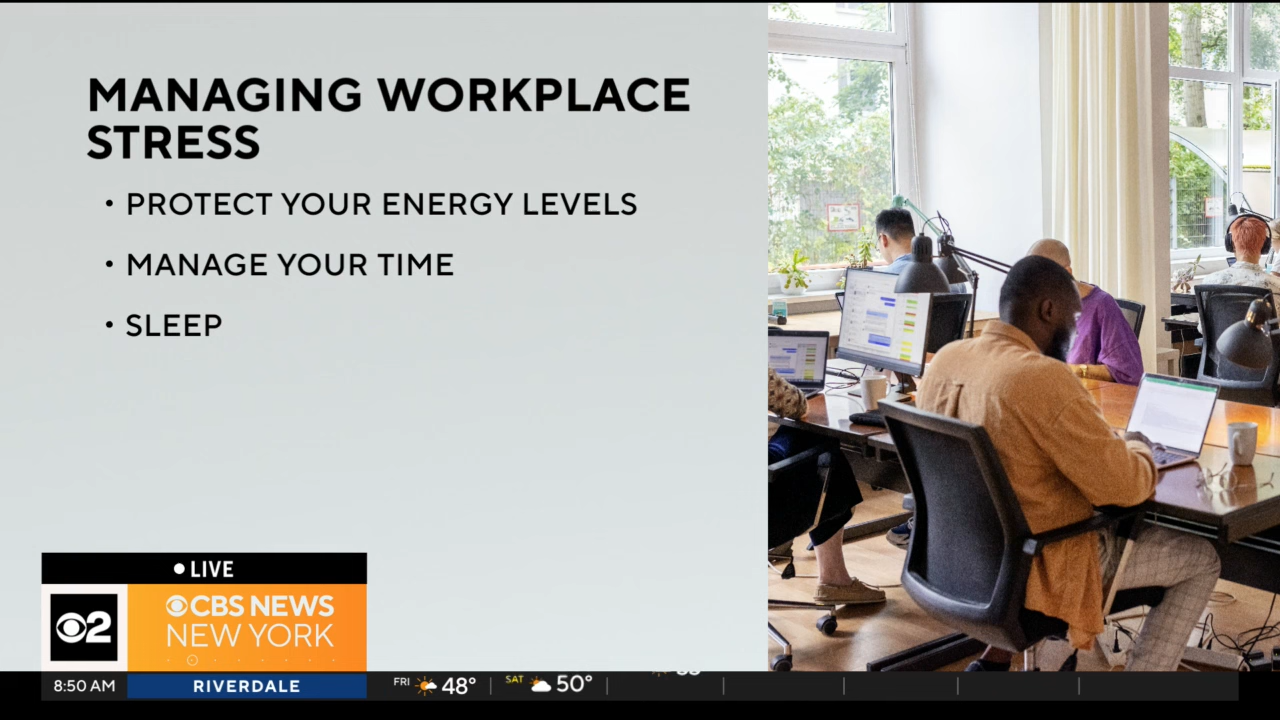 MANAGING WORKPLACE
STRESS
• PROTECT YOUR ENERGY LEVELS
• MANAGE YOUR TIME
• SLEEP
LIVE
2
CBS NEWS
NEW YORK
8:50 AM
RIVERDALE
FRI 48°
SAT 50°